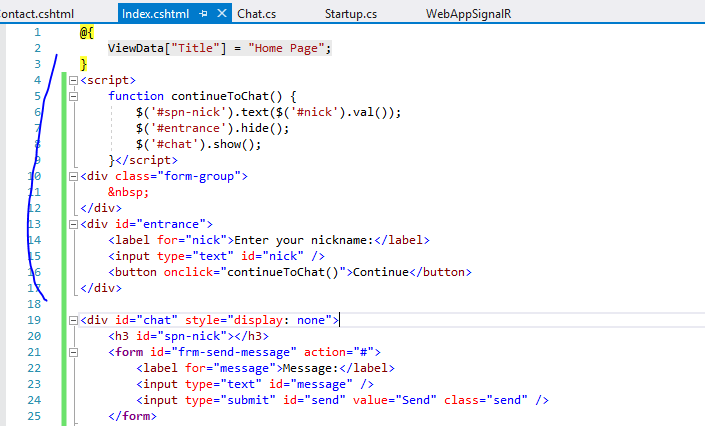 ontact.cshtml Index.cshtml Chat.cs Startup.cs WebAppSignalR
1 @{
2 ViewData["Title"] = "Home Page";
3 }
4 <script>
5 function continueToChat() {
6 $('#spn-nick').text($('#nick').val());
7 $('#entrance').hide();
8 $('#chat').show();
9 }</script>
10 <div class="form-group">
11 &nbsp;
12 </div>
13 <div id="entrance">
14 <label for="nick">Enter your nickname:</label>
15 <input type="text" id="nick" />
16 <button onclick="continueToChat()">Continue</button>
17 </div>
18
19 <div id="chat" style="display: none">
20 <h3 id="spn-nick"></h3>
21 <form id="frm-send-message" action="#">
22 <label for="message">Message:</label>
23 <input type="text" id="message" />
24 <input type="submit" id="send" value="Send" class="send" />
25 </form>